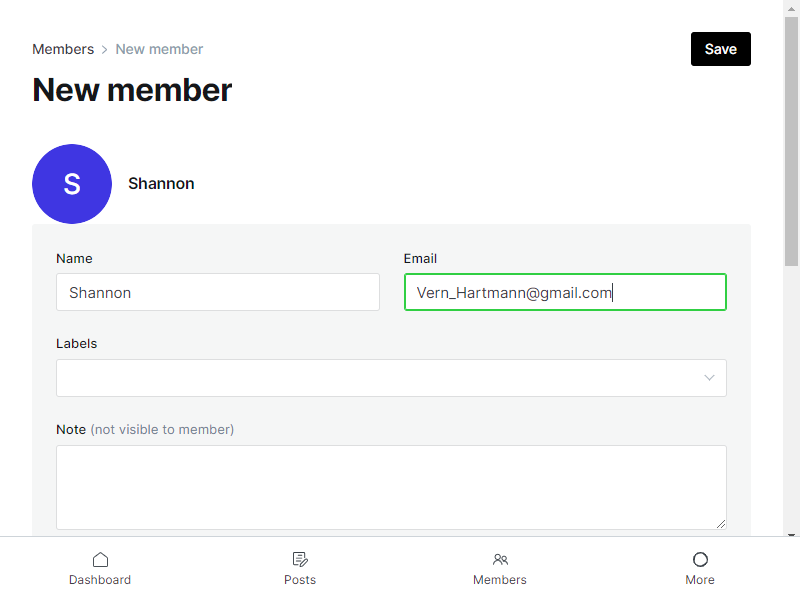 Members > New member
Save
New member
S
Shannon
Name
Email
Shannon
Vern_Hartmann@gmail.com
Labels
Note (not visible to member)
Dashboard
Posts
Members
More